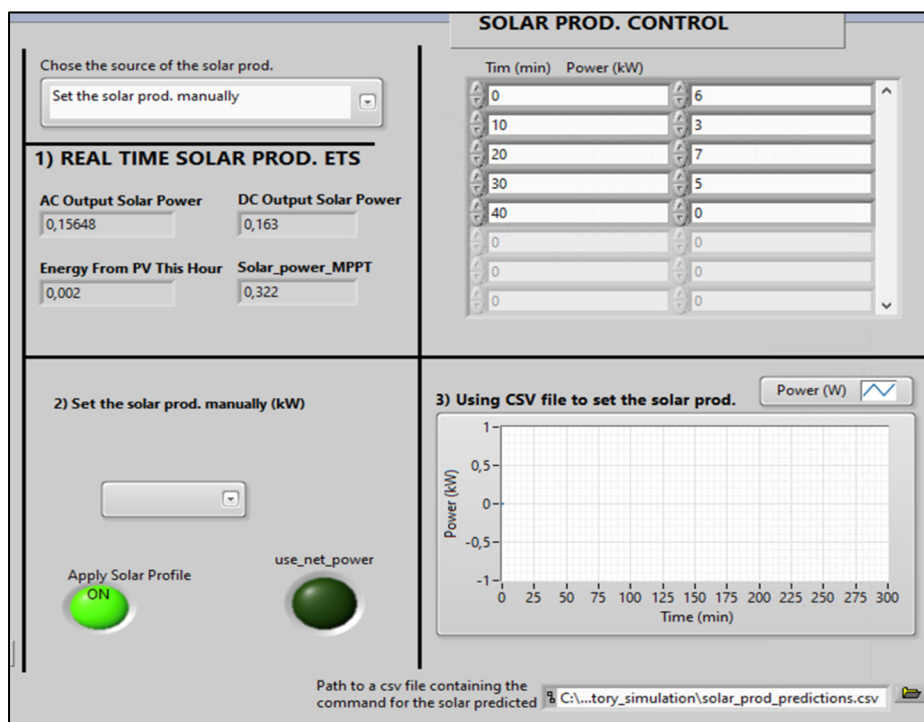 SOLAR PROD. CONTROL
Chose the source of the solar prod.
Set the solar prod. manually
1) REAL TIME SOLAR PROD. ETS
AC Output Solar Power DC Output Solar Power
0,15648 0,163
Energy From PV This Hour Solar_power_MPPT
0,002 0,322
Tim (min) Power (kW)
0 6
10 3
20 7
30 5
40 0
0 0
0 0
0 0
2) Set the solar prod. manually (kW)
Apply Solar Profile
ON
use_net_power
3) Using CSV file to set the solar prod.
Power (W)
Power (kW)
1
0,5
0
-0,5
-1
0 25 50 75 100 125 150 175 200 225 250 275 300
Time (min)
Path to a csv file containing the
command for the solar predicted
C:\...tory_simulation\solar_prod_predictions.csv